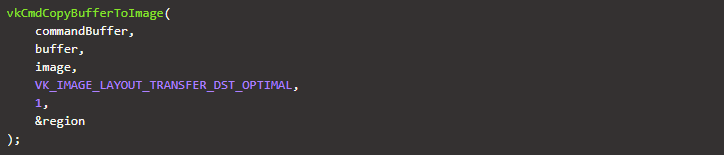 vkCmdCopyBufferToImage(
    commandBuffer,
    buffer,
    image,
    VK_IMAGE_LAYOUT_TRANSFER_DST_OPTIMAL,
    1,
    &region
);